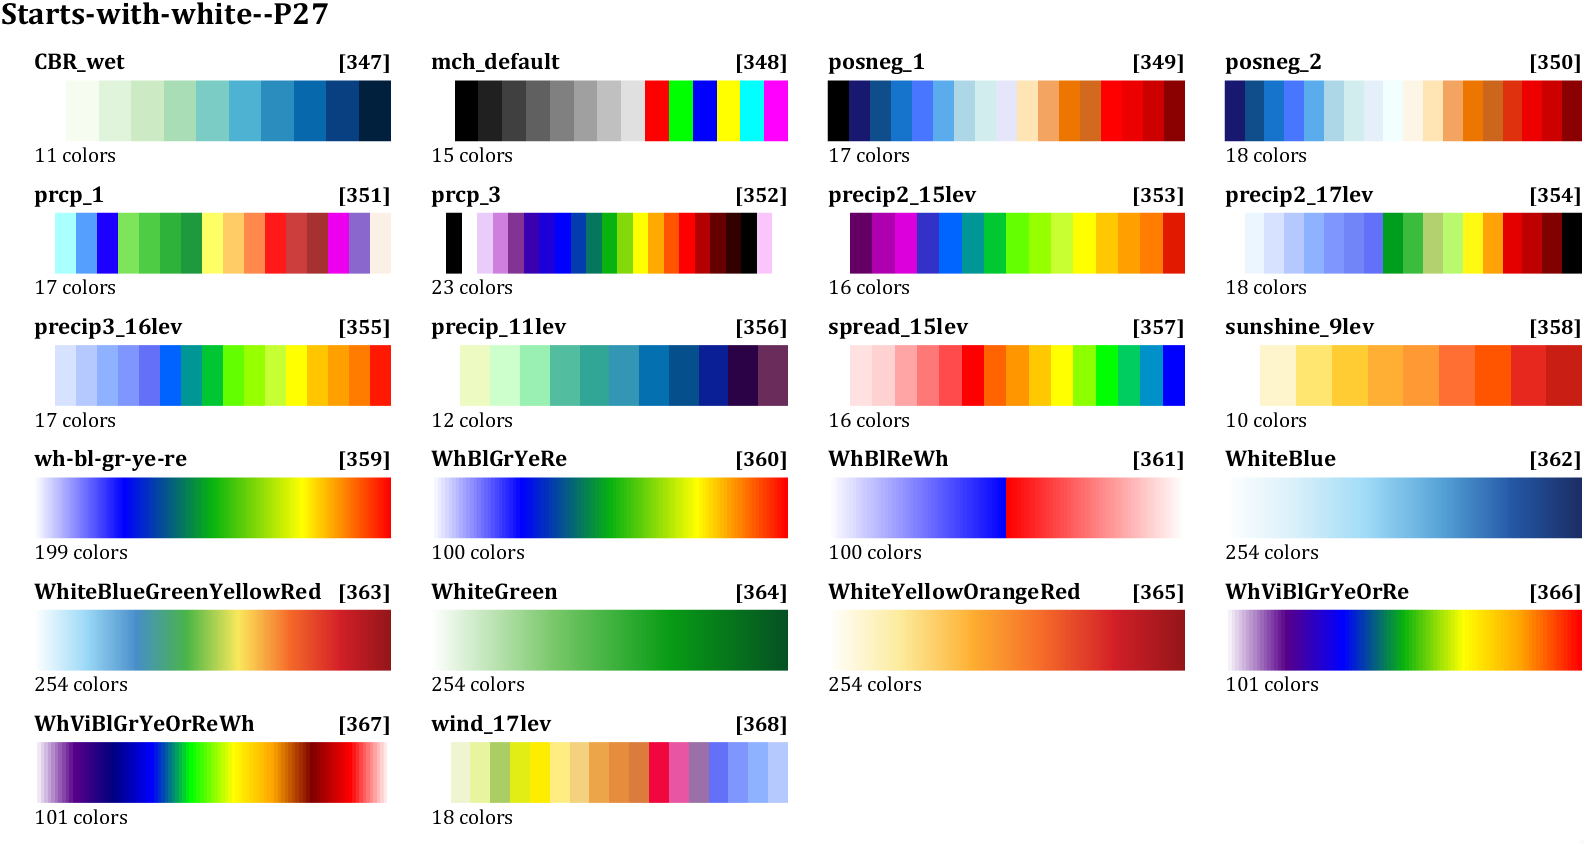 Starts-with-white--P27
CBR_wet [347] mch_default [348] posneg_1 [349] posneg_2 [350]
11 colors 15 colors 17 colors 18 colors
prcp_1 [351] prcp_3 [352] precip2_15lev [353] precip2_17lev [354]
17 colors 23 colors 16 colors 18 colors
precip3_16lev [355] precip_11lev [356] spread_15lev [357] sunshine_9lev [358]
17 colors 12 colors 16 colors 10 colors
wh-bl-gr-ye-re [359] WhBlGrYeRe [360] WhBlReWh [361] WhiteBlue [362]
199 colors 100 colors 100 colors 254 colors
WhiteBlueGreenYellowRed [363] WhiteGreen [364] WhiteYellowOrangeRed [365] WhViBlGrYeOrRe [366]
254 colors 254 colors 254 colors 101 colors
WhViBlGrYeOrReWh [367] wind_17lev [368]
101 colors 18 colors